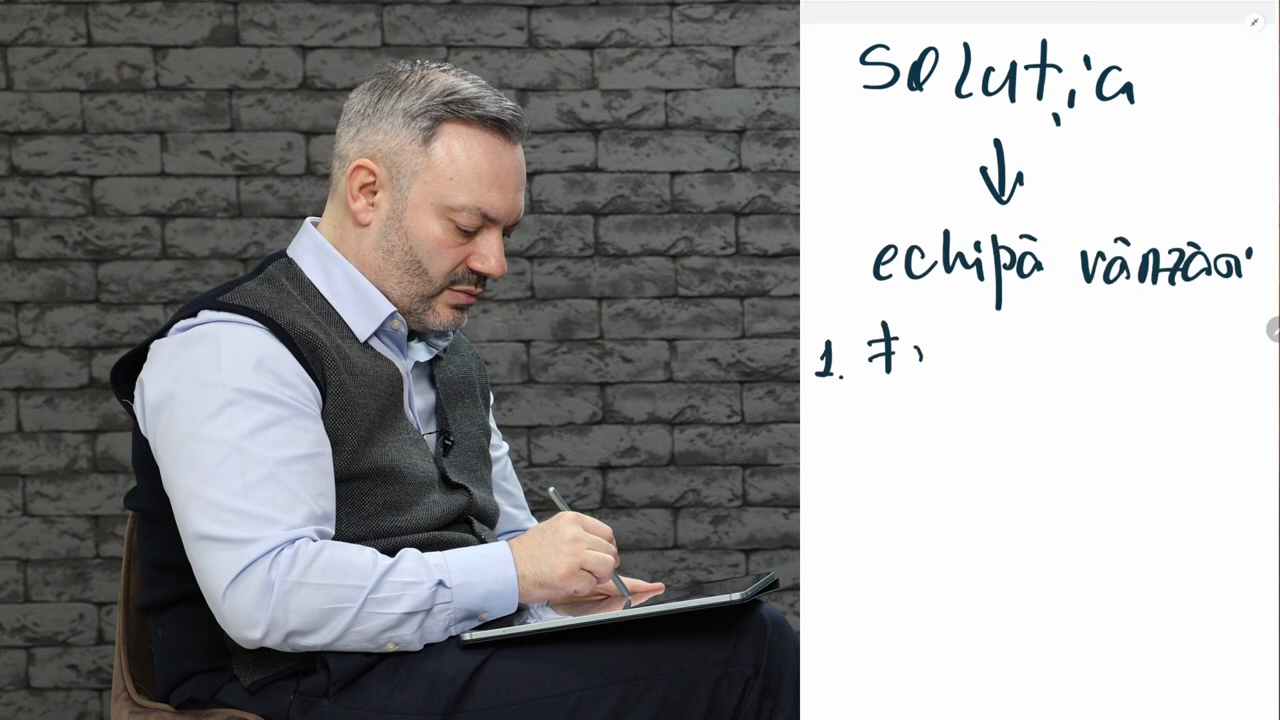 soluția
↓
echipă vânzări
1.